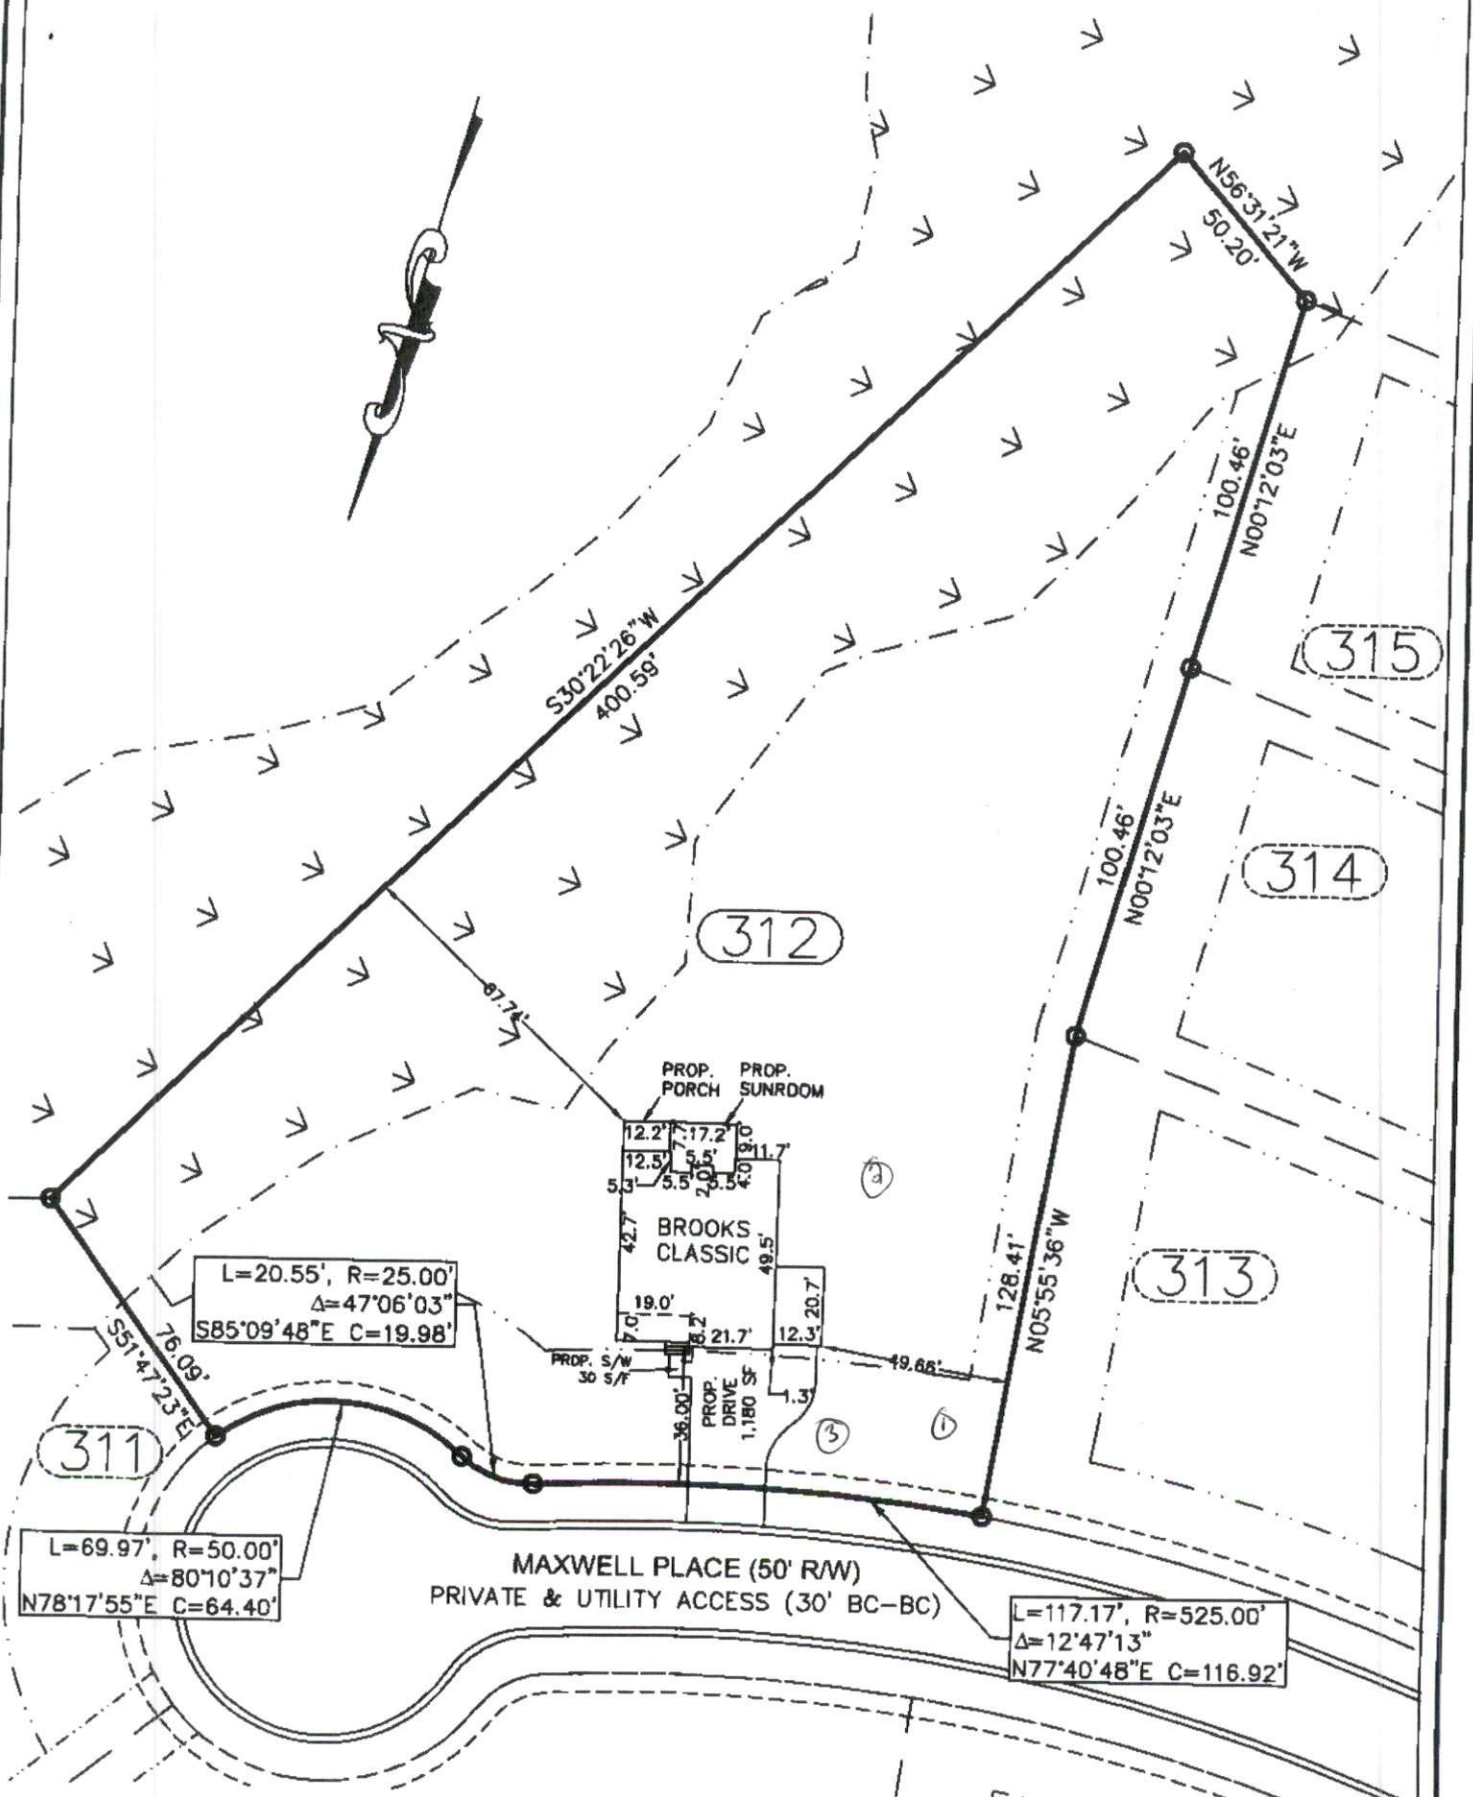 N56°31'21"W
50.20'
100.46'
N00°12'03"E
S30°22'26"W
400.59'
315
100.46'
N00°12'03"E
314
312
87.74'
PROP. PORCH
PROP. SUNROOM
12.2'
7.7'
17.2'
9.0'
12.5'
5.5'
11.7'
5.3'
5.5'
2.0'
5.5'
4.0'
2
BROOKS
CLASSIC
42.7'
49.5'
128.41'
N05°55'36"W
313
L=20.55', R=25.00'
Δ=47°06'03"
S85°09'48"E C=19.98'
19.0'
20.7'
7.0'
8.2'
21.7'
12.3'
76.09'
S51°47'23"E
PROP. S/W
30 S/F
49.66'
36.00'
PROP.
DRIVE
1,180 SF
1.3'
3
1
311
L=69.97', R=50.00'
Δ=80°10'37"
N78°17'55"E C=64.40'
MAXWELL PLACE (50' R/W)
PRIVATE & UTILITY ACCESS (30' BC-BC)
L=117.17', R=525.00'
Δ=12°47'13"
N77°40'48"E C=116.92'